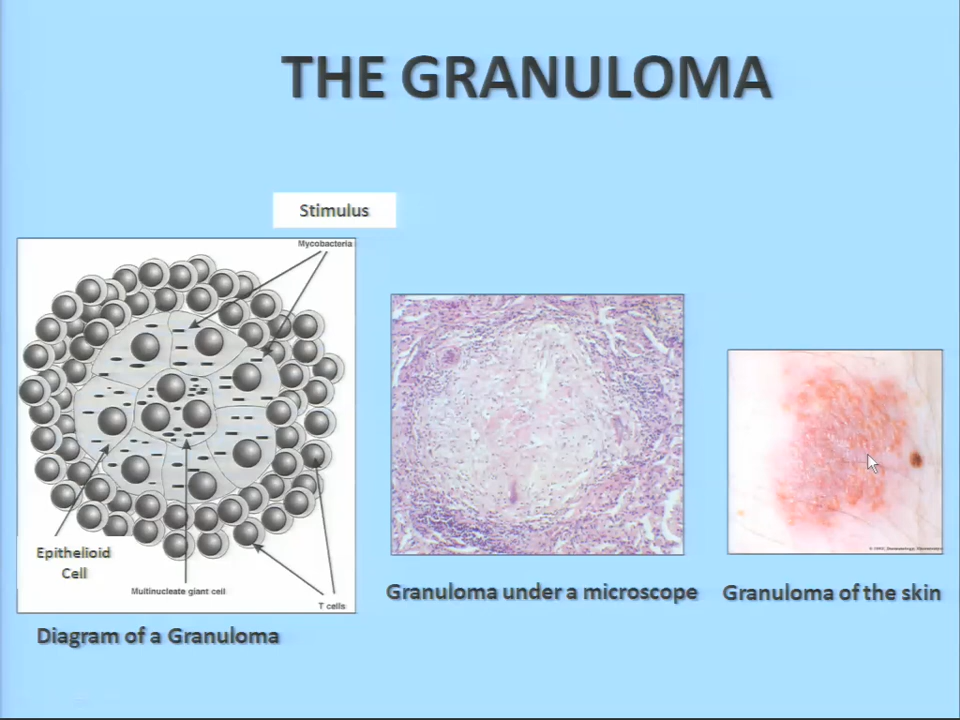 THE GRANULOMA
Stimulus
Mycobacteria
Epithelioid
Cell
Multinucleate giant cell
T cells
Diagram of a Granuloma
Granuloma under a microscope
Granuloma of the skin